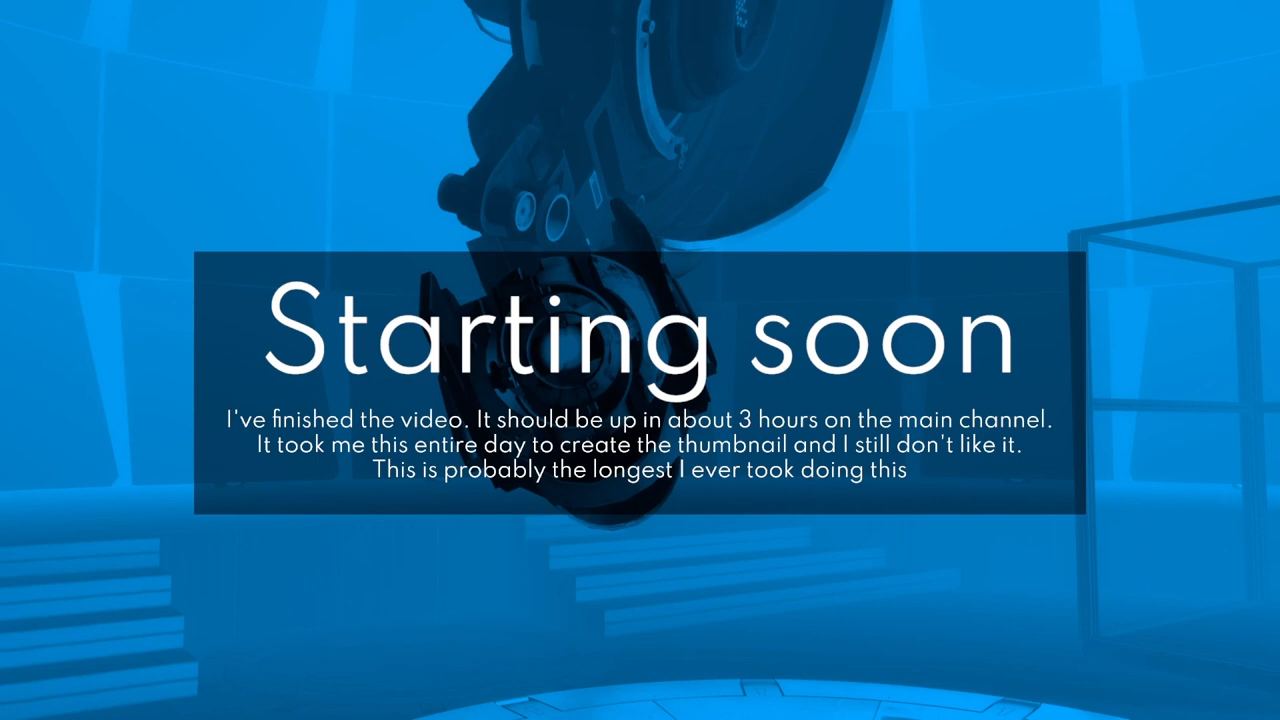 Starting soon
I've finished the video. It should be up in about 3 hours on the main channel.
It took me this entire day to create the thumbnail and I still don't like it.
This is probably the longest I ever took doing this